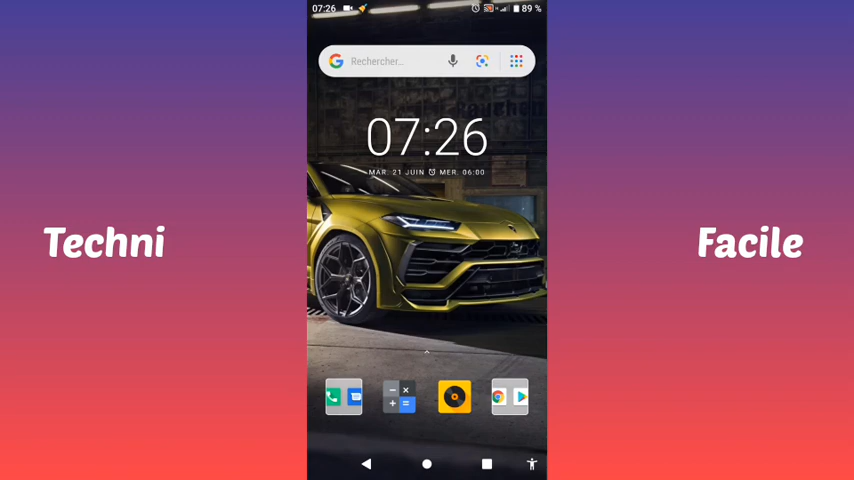 07:26
89 %
Rechercher...
07:26
MAR. 21 JUIN MER. 06:00
Techni
Facile